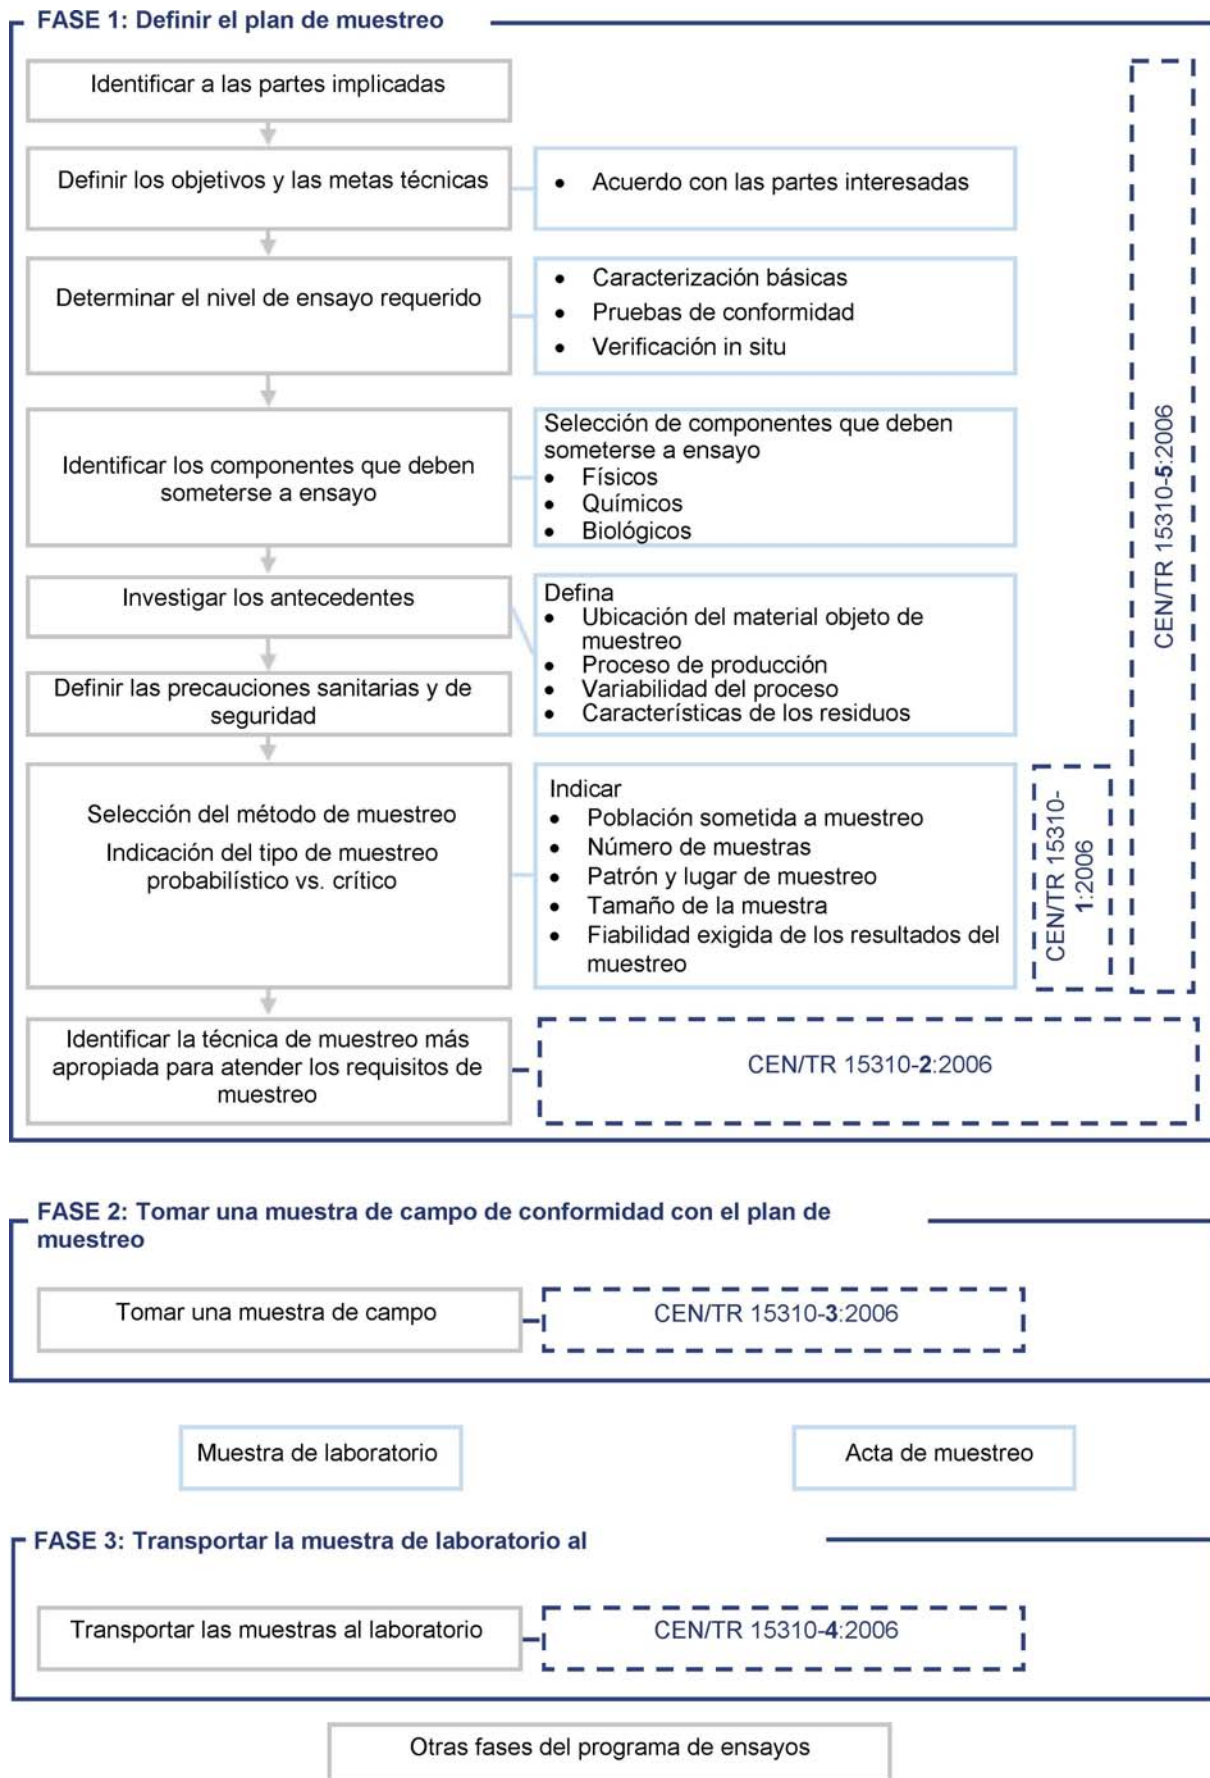 FASE 1: Definir el plan de muestreo
Identificar a las partes implicadas
Definir los objetivos y las metas técnicas
• Acuerdo con las partes interesadas
Determinar el nivel de ensayo requerido
• Caracterización básicas
• Pruebas de conformidad
• Verificación in situ
Identificar los componentes que deben
someterse a ensayo
Selección de componentes que deben
someterse a ensayo
• Físicos
• Químicos
• Biológicos
Investigar los antecedentes
Defina
• Ubicación del material objeto de
muestreo
• Proceso de producción
• Variabilidad del proceso
• Características de los residuos
Definir las precauciones sanitarias y de
seguridad
Selección del método de muestreo
Indicación del tipo de muestreo
probabilístico vs. crítico
Indicar
• Población sometida a muestreo
• Número de muestras
• Patrón y lugar de muestreo
• Tamaño de la muestra
• Fiabilidad exigida de los resultados del
muestreo
CEN/TR 15310-
1:2006
CEN/TR 15310-5:2006
Identificar la técnica de muestreo más
apropiada para atender los requisitos de
muestreo
CEN/TR 15310-2:2006
FASE 2: Tomar una muestra de campo de conformidad con el plan de
muestreo
Tomar una muestra de campo
CEN/TR 15310-3:2006
Muestra de laboratorio
Acta de muestreo
FASE 3: Transportar la muestra de laboratorio al
Transportar las muestras al laboratorio
CEN/TR 15310-4:2006
Otras fases del programa de ensayos